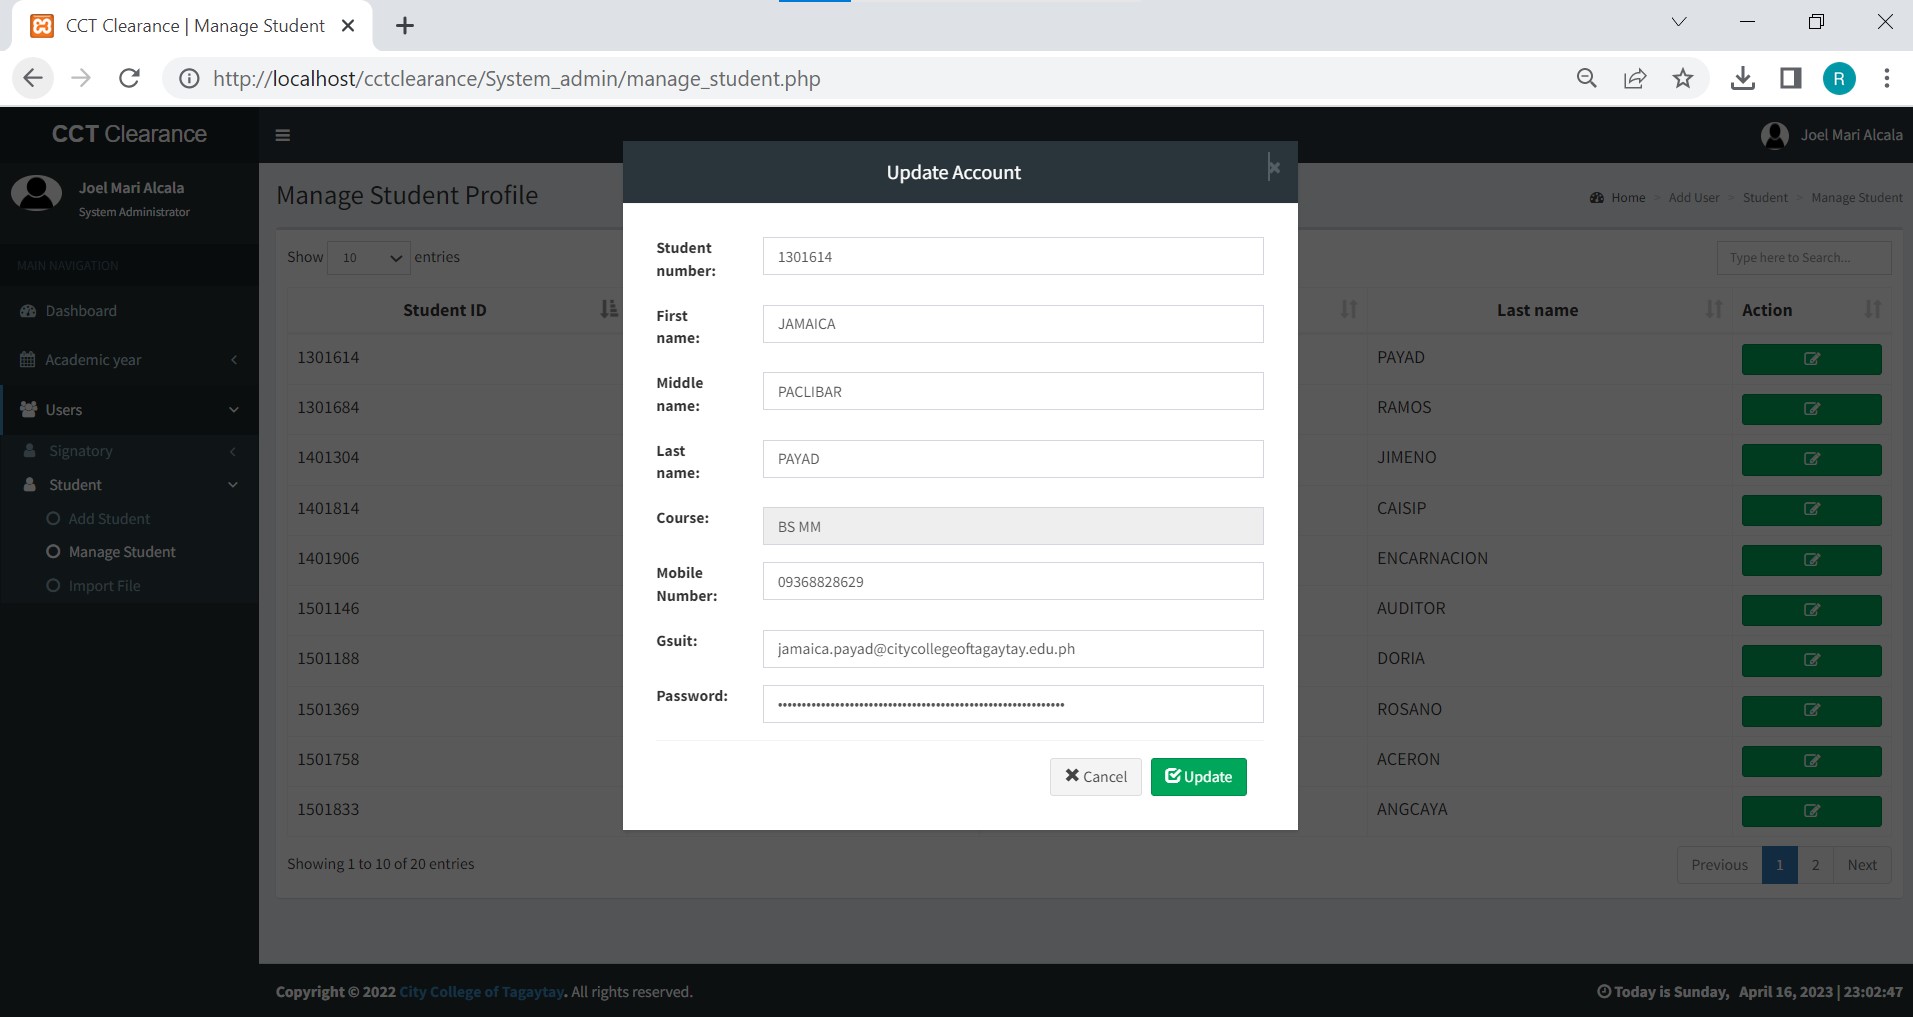 CCT Clearance | Manage Student
http://localhost/cctclearance/System_admin/manage_student.php
R
CCT Clearance
Joel Mari Alcala
Joel Mari Alcala
System Administrator
MAIN NAVIGATION
Dashboard
Academic year
Users
Signatory
Student
Add Student
Manage Student
Import File
Manage Student Profile
Home > Add User > Student > Manage Student
Show 10 entries
Type here to Search...
Student ID Last name Action
1301614 PAYAD
1301684 RAMOS
1401304 JIMENO
1401814 CAISIP
1401906 ENCARNACION
1501146 AUDITOR
1501188 DORIA
1501369 ROSANO
1501758 ACERON
1501833 ANGCAYA
Showing 1 to 10 of 20 entries
Previous 1 2 Next
Update Account
Student number: 1301614
First name: JAMAICA
Middle name: PACLIBAR
Last name: PAYAD
Course: BS MM
Mobile Number: 09368828629
Gsuit: jamaica.payad@citycollegeoftagaytay.edu.ph
Password:
Cancel Update
Copyright © 2022 City College of Tagaytay. All rights reserved.
Today is Sunday, April 16, 2023 | 23:02:47